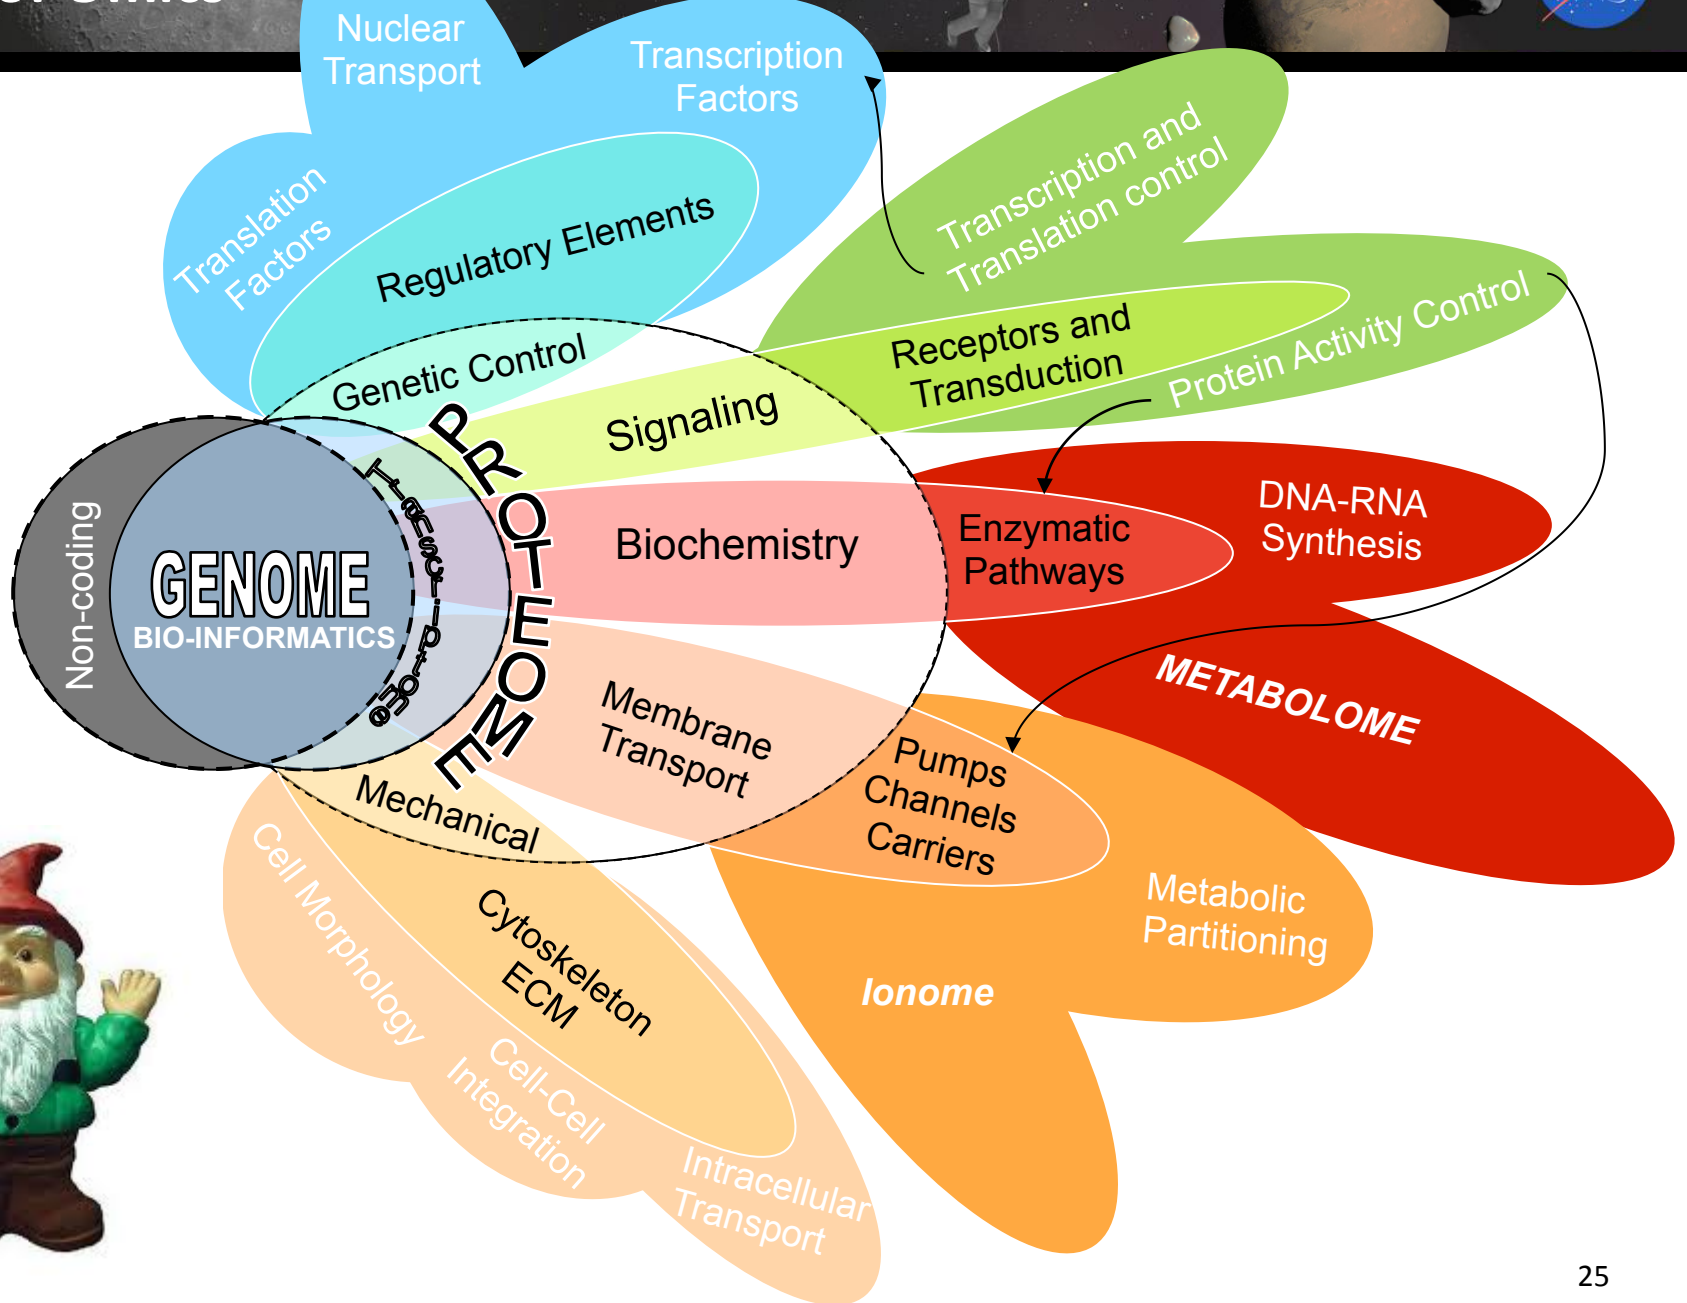 Nuclear
Transport
Transcription
Factors
Translation
Factors
Regulatory Elements
Genetic Control
Transcription and
Translation control
Protein Activity Control
Receptors and
Transduction
Signaling
PROTEOME
Transcriptome
Non-coding
GENOME
BIO-INFORMATICS
Biochemistry
Enzymatic
Pathways
DNA-RNA
Synthesis
METABOLOME
Membrane
Transport
Pumps
Channels
Carriers
Metabolic
Partitioning
Ionome
Mechanical
Cytoskeleton
ECM
Cell Morphology
Cell-Cell
Integration
Intracellular
Transport
25